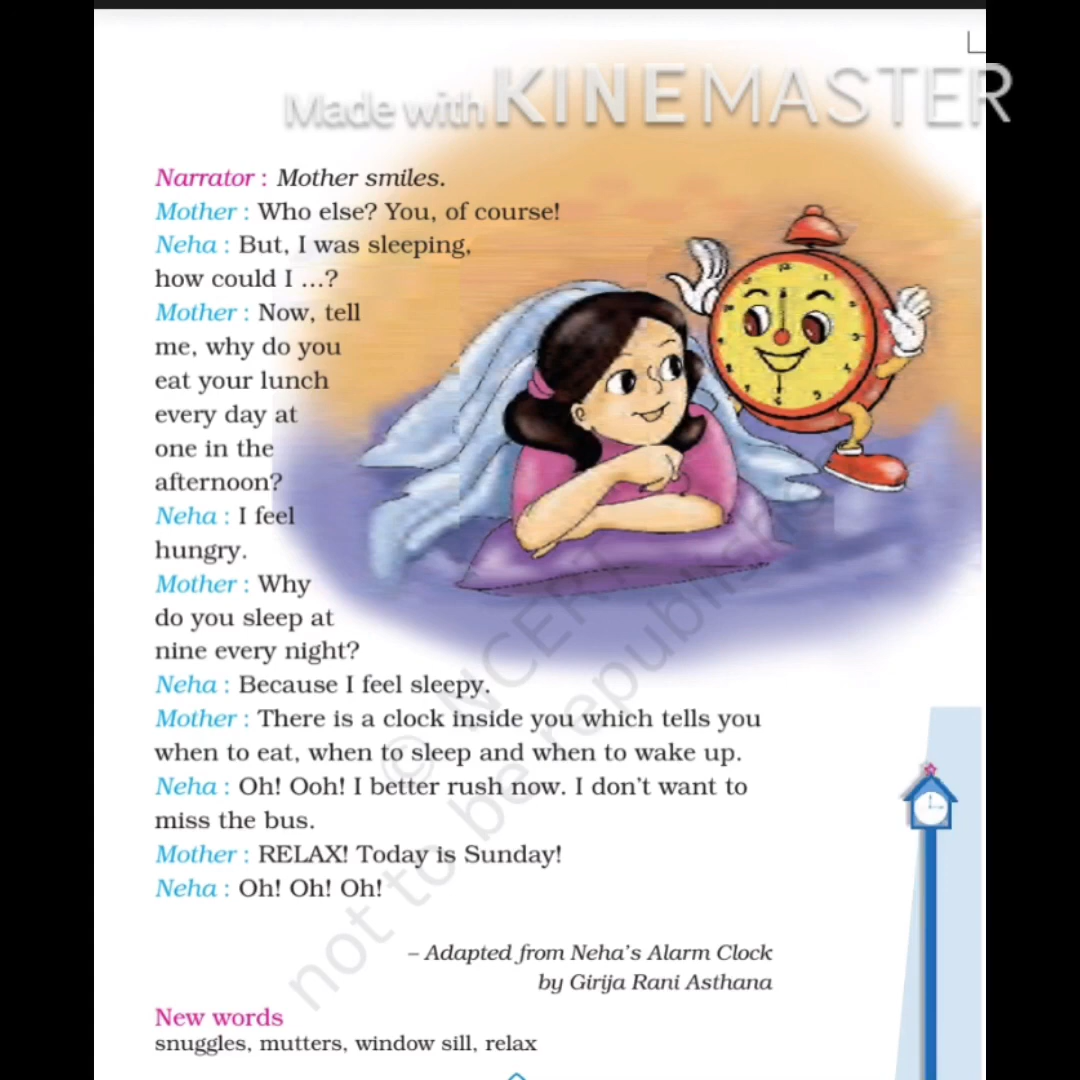 Made with KINEMASTER
Narrator : Mother smiles.
Mother : Who else? You, of course!
Neha : But, I was sleeping,
how could I ...?
Mother : Now, tell
me, why do you
eat your lunch
every day at
one in the
afternoon?
Neha : I feel
hungry.
Mother : Why
do you sleep at
nine every night?
Neha : Because I feel sleepy.
Mother : There is a clock inside you which tells you
when to eat, when to sleep and when to wake up.
Neha : Oh! Ooh! I better rush now. I don't want to
miss the bus.
Mother : RELAX! Today is Sunday!
Neha : Oh! Oh! Oh!
– Adapted from Neha's Alarm Clock
by Girija Rani Asthana
New words
snuggles, mutters, window sill, relax
© NCERT
not to be republished